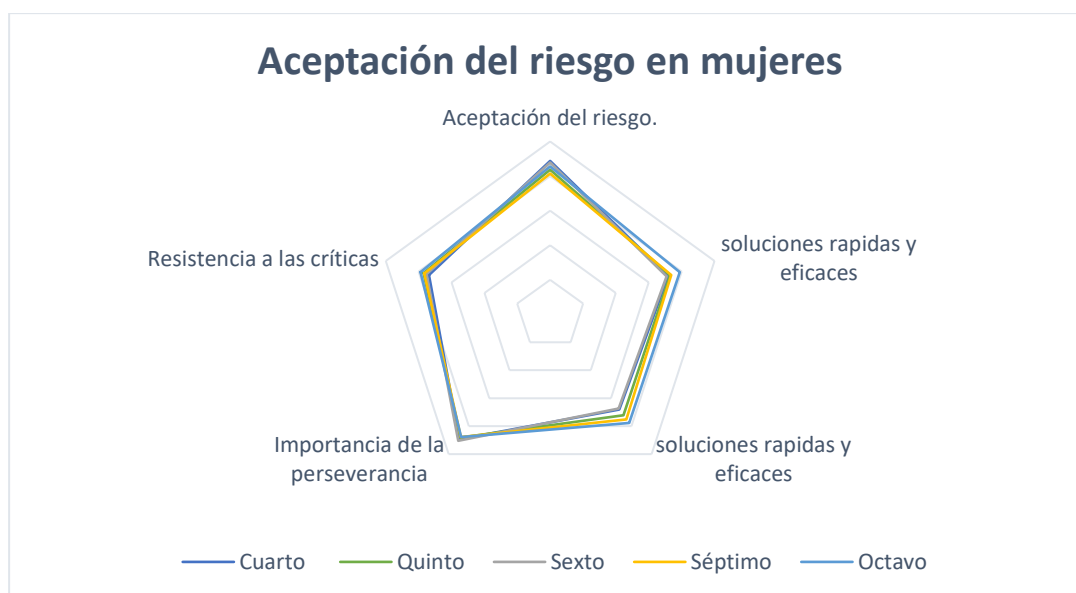 Aceptación del riesgo en mujeres
Aceptación del riesgo.
soluciones rapidas y
eficaces
soluciones rapidas y
eficaces
Importancia de la
perseverancia
Resistencia a las críticas
Cuarto
Quinto
Sexto
Séptimo
Octavo